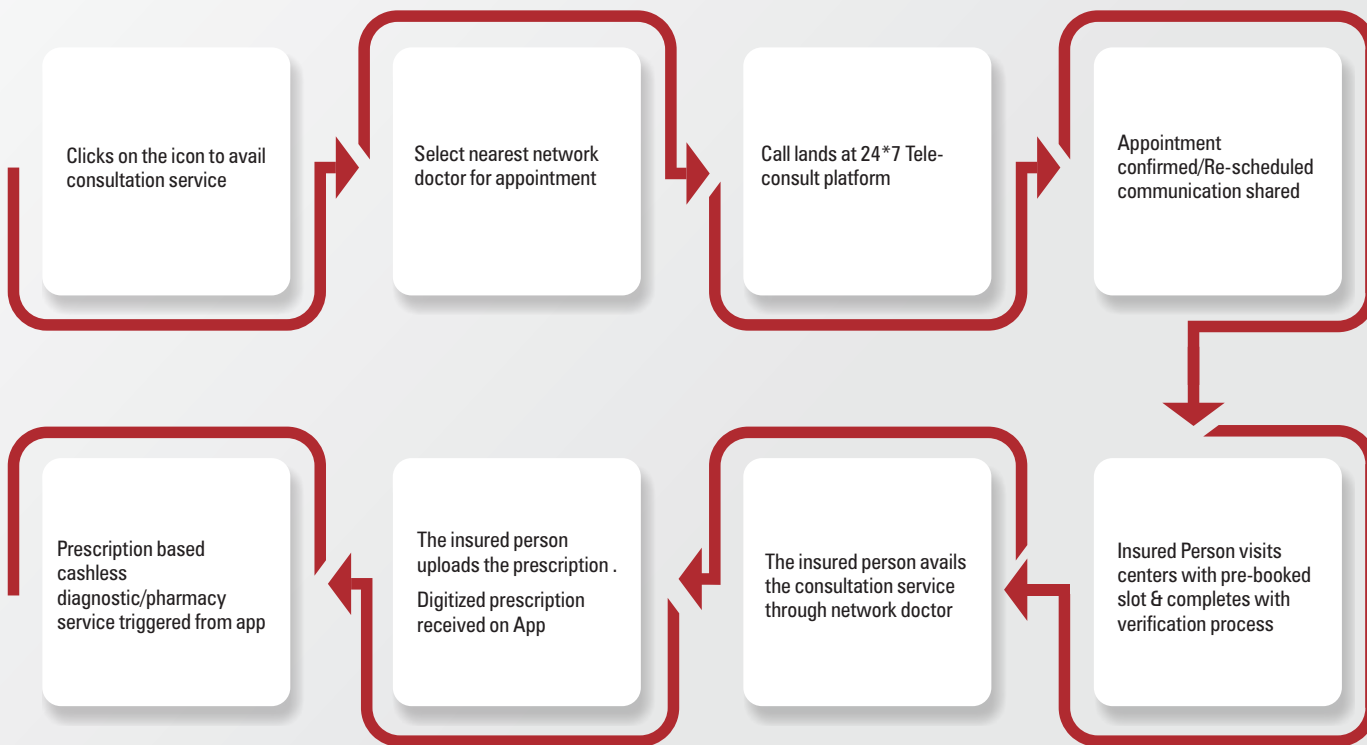 Clicks on the icon to avail
consultation service
Select nearest network
doctor for appointment
Call lands at 24*7 Tele-
consult platform
Appointment
confirmed/Re-scheduled
communication shared
Insured Person visits
centers with pre-booked
slot & completes with
verification process
The insured person avails
the consultation service
through network doctor
The insured person
uploads the prescription .
Digitized prescription
received on App
Prescription based
cashless
diagnostic/pharmacy
service triggered from app